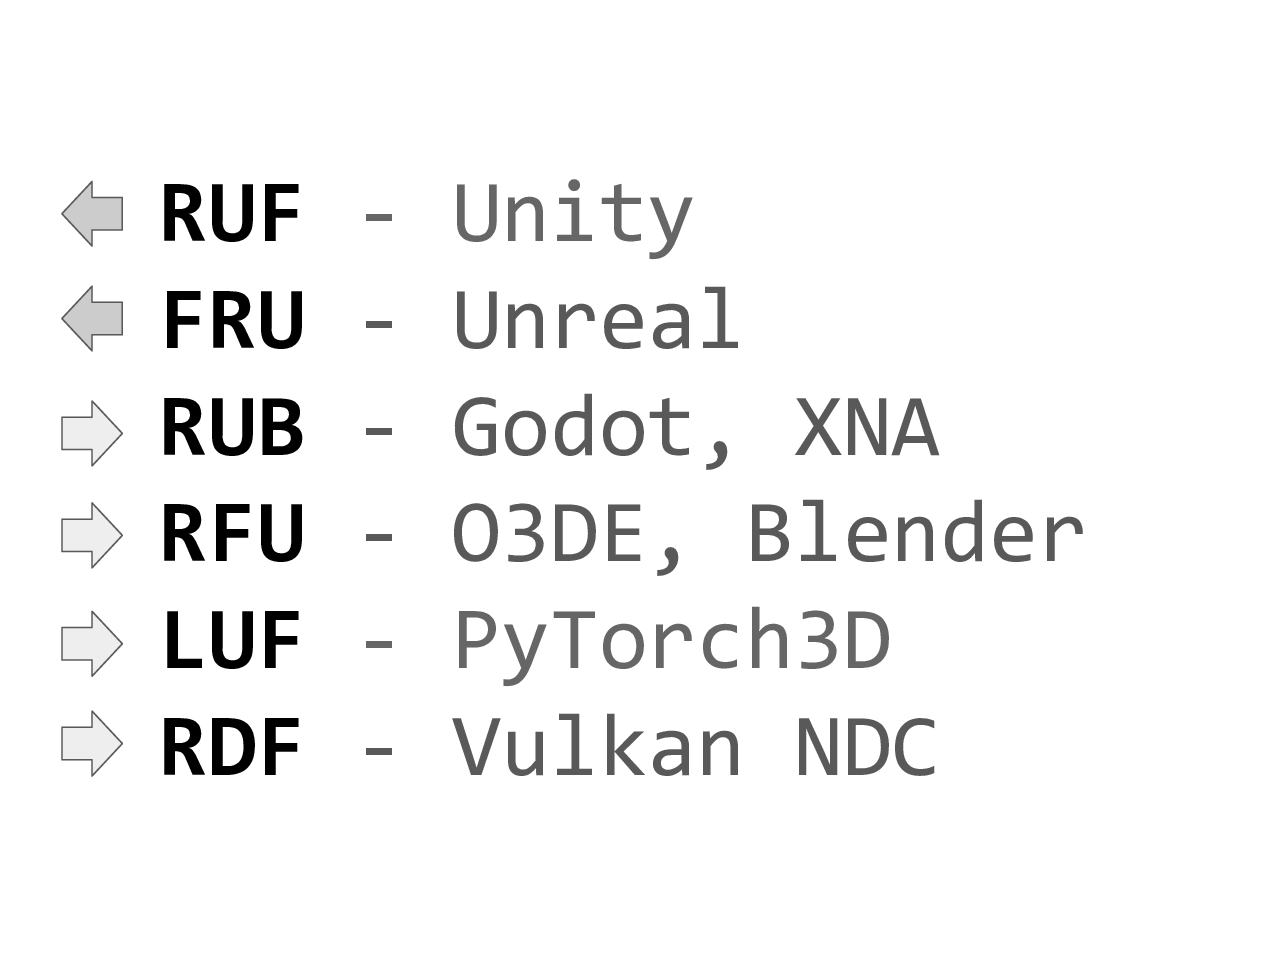 RUF - Unity
FRU - Unreal
RUB - Godot, XNA
RFU - O3DE, Blender
LUF - PyTorch3D
RDF - Vulkan NDC